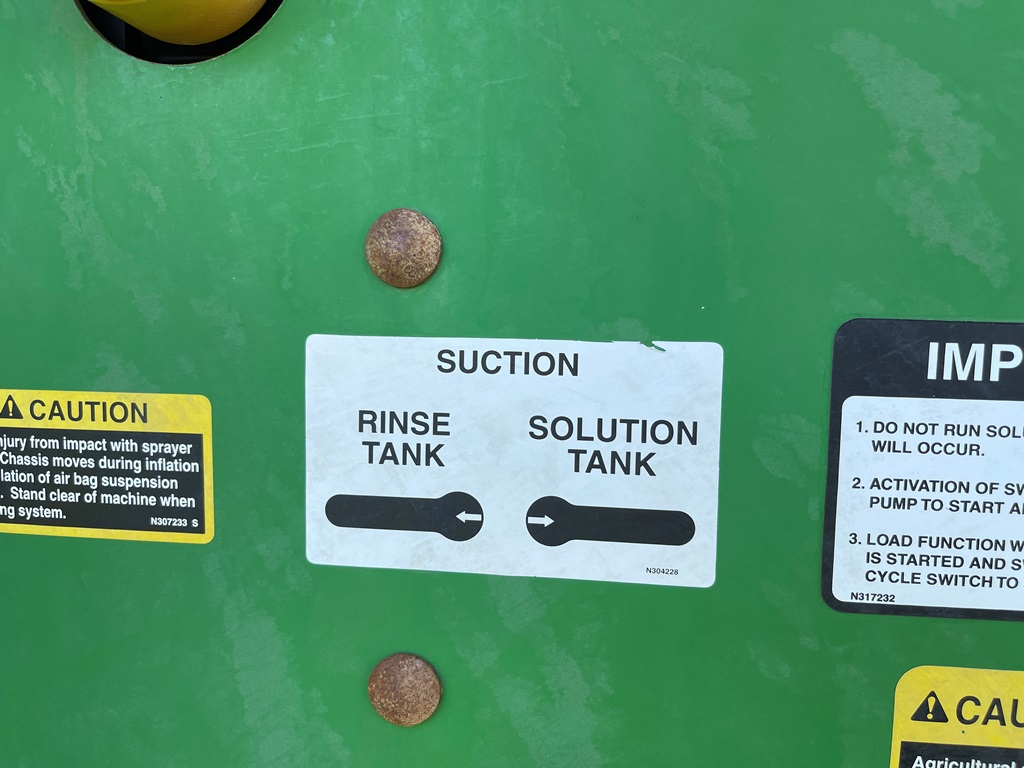 CAUTION
njury from impact with sprayer
Chassis moves during inflation
lation of air bag suspension
. Stand clear of machine when
ng system.
N307233 S
SUCTION
RINSE
TANK
SOLUTION
TANK
N304228
IMP
1. DO NOT RUN SOLU
WILL OCCUR.
2. ACTIVATION OF SW
PUMP TO START A
3. LOAD FUNCTION W
IS STARTED AND SW
CYCLE SWITCH TO
N317232
CAU
Agricultural